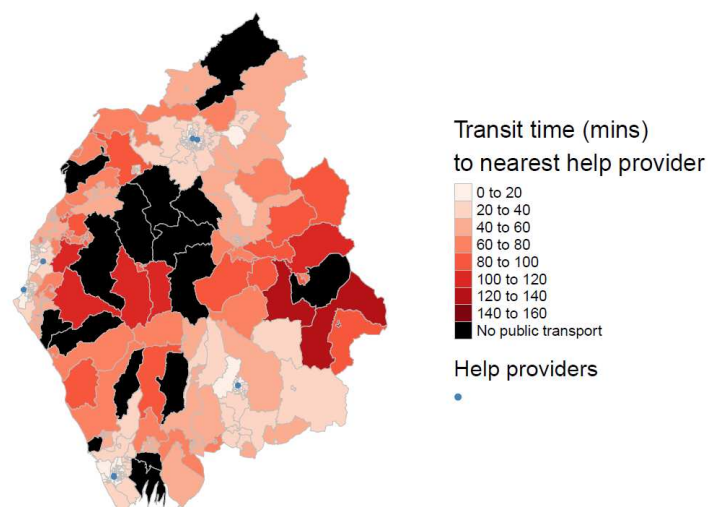 Transit time (mins)
to nearest help provider
0 to 20
20 to 40
40 to 60
60 to 80
80 to 100
100 to 120
120 to 140
140 to 160
No public transport
Help providers